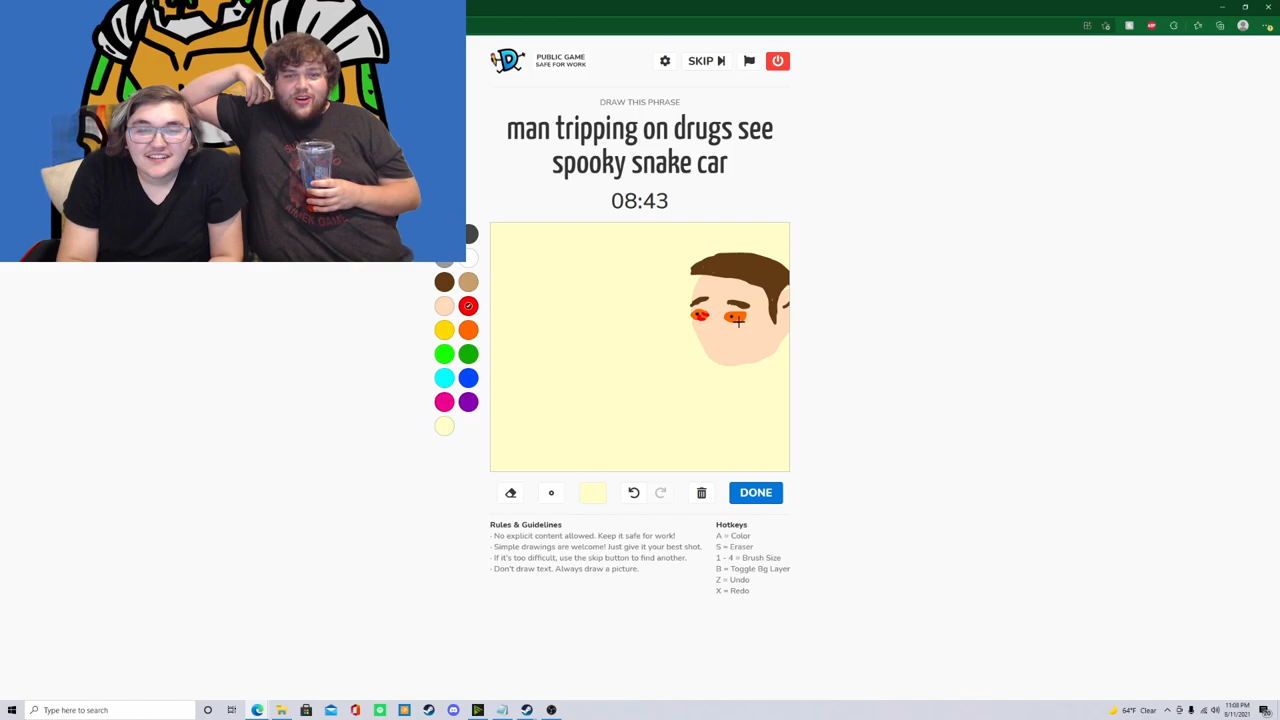 PUBLIC GAME
SAFE FOR WORK
SKIP
DRAW THIS PHRASE
man tripping on drugs see
spooky snake car
08:43
DONE
Rules & Guidelines
· No explicit content allowed. Keep it safe for work!
· Simple drawings are welcome! Just give it your best shot.
· If it's too difficult, use the skip button to find another.
· Don't draw text. Always draw a picture.
Hotkeys
A = Color
S = Eraser
1 - 4 = Brush Size
B = Toggle Bg Layer
Z = Undo
X = Redo
Type here to search
64°F Clear
11:08 PM
8/11/2021